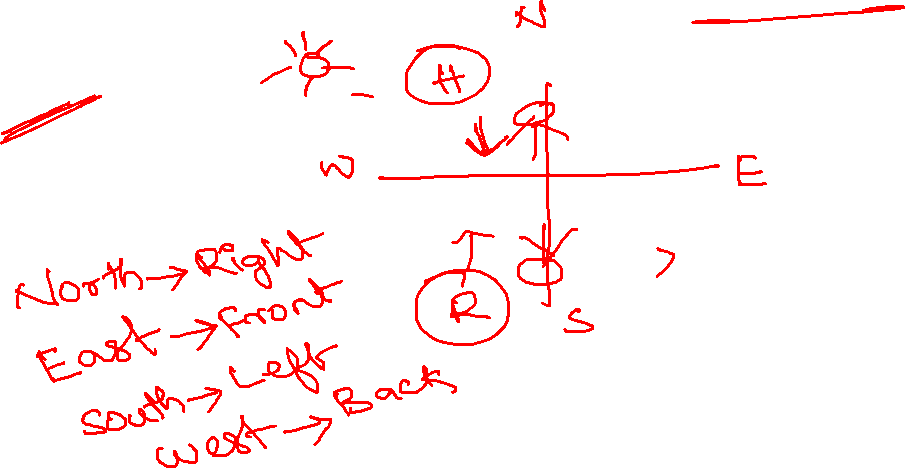 N
H
W
E
North → Right
R
East → Front
S
South → Left
West → Back